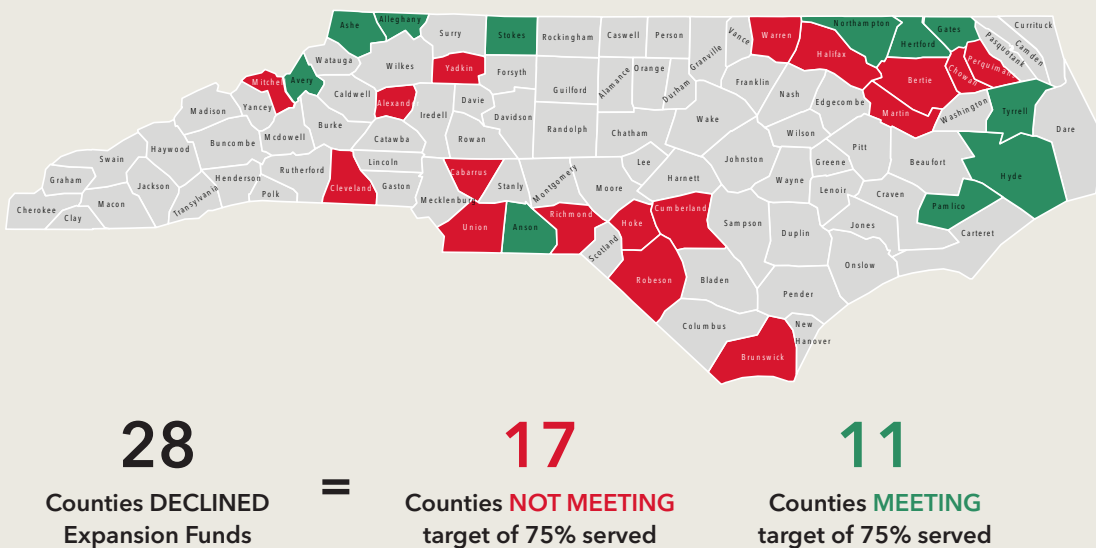 Ashe
Alleghany
Surry
Stokes
Rockingham
Caswell
Person
Granville
Vance
Warren
Halifax
Northampton
Hertford
Gates
Currituck
Camden
Pasquotank
Perquimans
Chowan
Bertie
Martin
Washington
Tyrrell
Dare
Hyde
Watauga
Wilkes
Yadkin
Forsyth
Guilford
Alamance
Orange
Durham
Franklin
Nash
Edgecombe
Mitchel
Avery
Caldwell
Alexand
Iredell
Davie
Davidson
Randolph
Chatham
Wake
Wilson
Pitt
Beaufort
Madison
Yancey
Burke
Catawba
Rowan
Mcdowell
Buncombe
Haywood
Swain
Graham
Cherokee
Clay
Macon
Jackson
Transylvania
Henderson
Polk
Rutherford
Cleveland
Lincoln
Gaston
Mecklenburg
Cabarrus
Stanly
Montgomery
Moore
Lee
Harnett
Johnston
Wayne
Greene
Lenoir
Craven
Pamlico
Carteret
Jones
Onslow
Duplin
Sampson
Cumberland
Hoke
Richmond
Anson
Union
Scotland
Robeson
Bladen
Pender
Columbus
New
Hanover
Brunswick
28
Counties DECLINED
Expansion Funds
=
17
Counties NOT MEETING
target of 75% served
11
Counties MEETING
target of 75% served